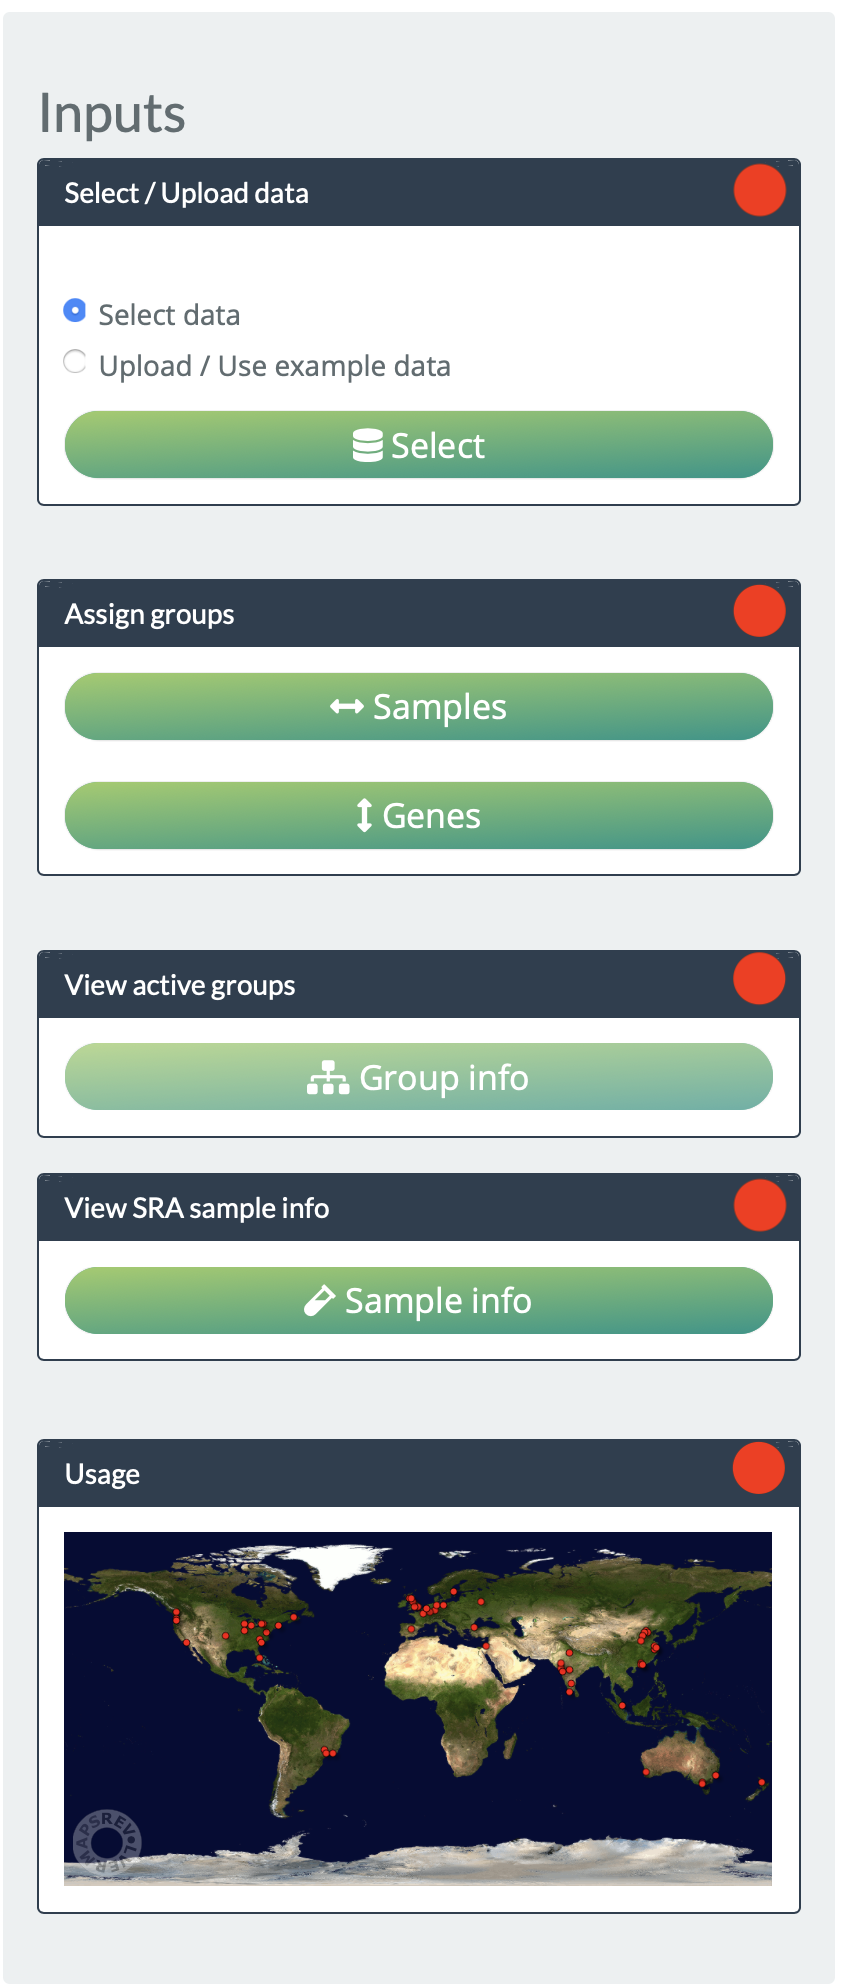 Inputs
Select / Upload data
Select data
Upload / Use example data
Select
Assign groups
Samples
Genes
View active groups
Group info
View SRA sample info
Sample info
Usage